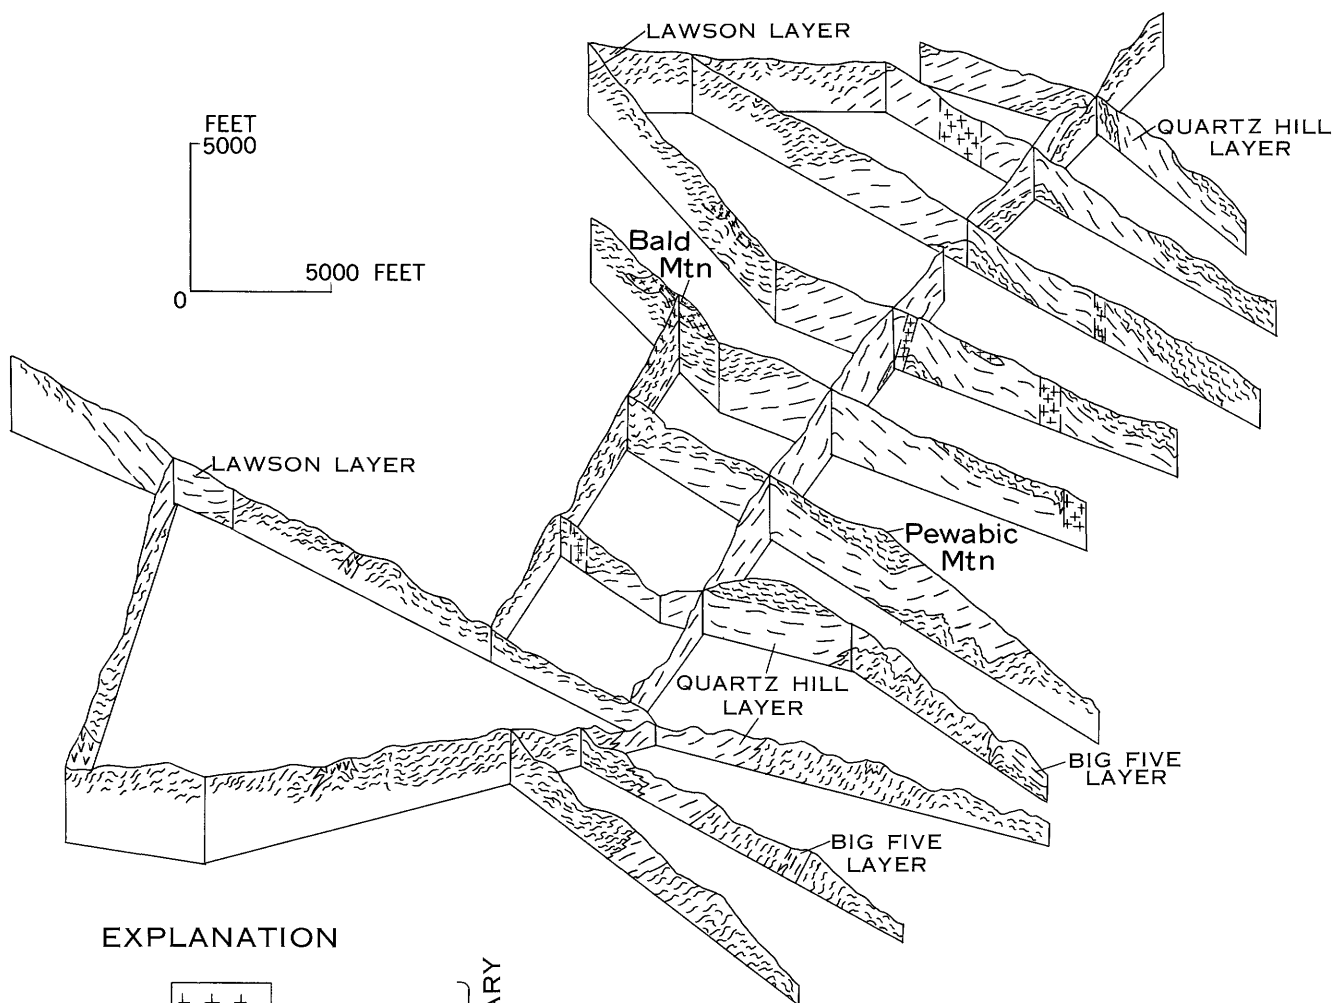 LAWSON LAYER
FEET
5000
QUARTZ HILL
LAYER
Bald
Mtn
5000 FEET
0
LAWSON LAYER
Pewabic
Mtn
QUARTZ HILL
LAYER
BIG FIVE
LAYER
BIG FIVE
LAYER
EXPLANATION